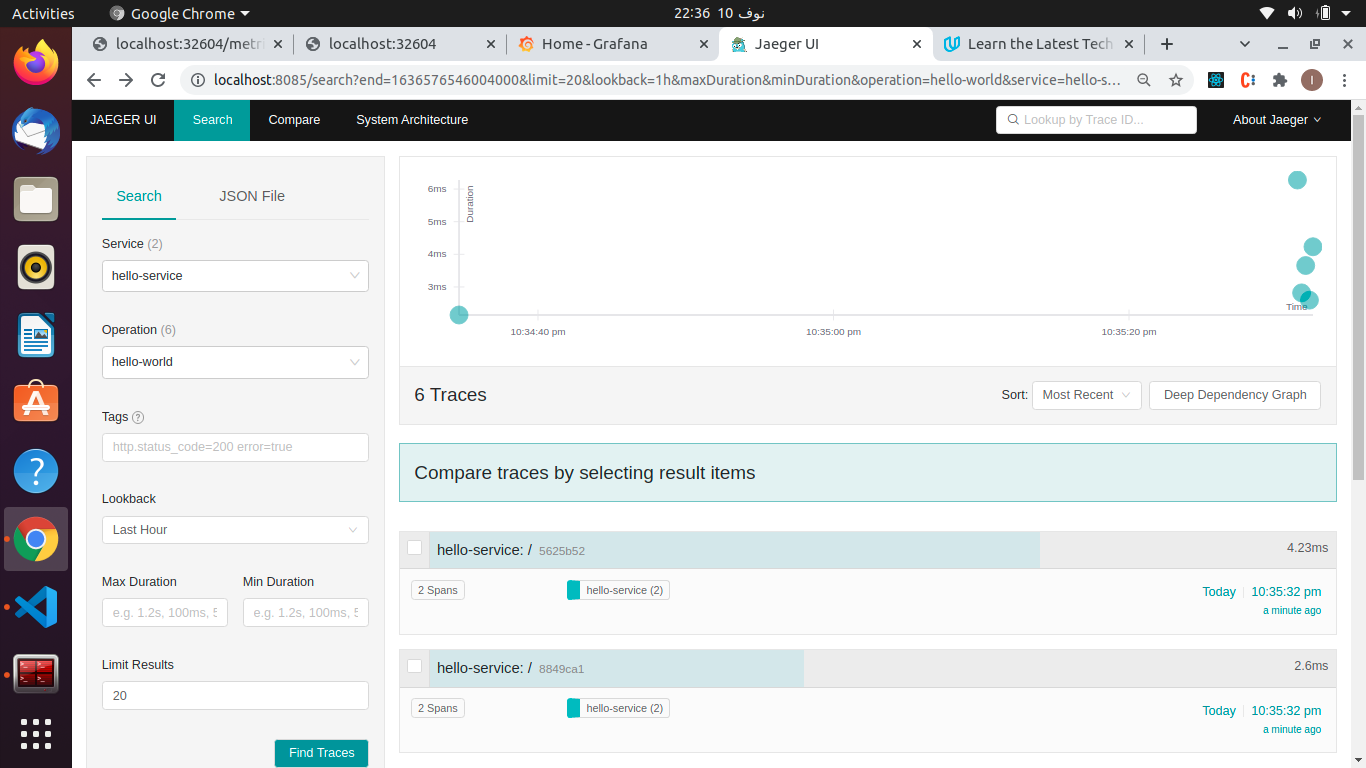 Activities
Google Chrome
22:36 10 نوف
localhost:32604/metri
localhost:32604
Home - Grafana
Jaeger UI
Learn the Latest Tech
localhost:8085/search?end=1636576546004000&limit=20&lookback=1h&maxDuration&minDuration&operation=hello-world&service=hello-s...
I
JAEGER UI
Search
Compare
System Architecture
Lookup by Trace ID...
About Jaeger
Search
JSON File
Service (2)
hello-service
Operation (6)
hello-world
Tags ?
http.status_code=200 error=true
Lookback
Last Hour
Max Duration
Min Duration
e.g. 1.2s, 100ms, 5
e.g. 1.2s, 100ms, 5
Limit Results
20
Find Traces
Duration
6ms
5ms
4ms
3ms
Time
10:34:40 pm
10:35:00 pm
10:35:20 pm
6 Traces
Sort:
Most Recent
Deep Dependency Graph
Compare traces by selecting result items
hello-service: / 5625b52
4.23ms
2 Spans
hello-service (2)
Today
10:35:32 pm
a minute ago
hello-service: / 8849ca1
2.6ms
2 Spans
hello-service (2)
Today
10:35:32 pm
a minute ago